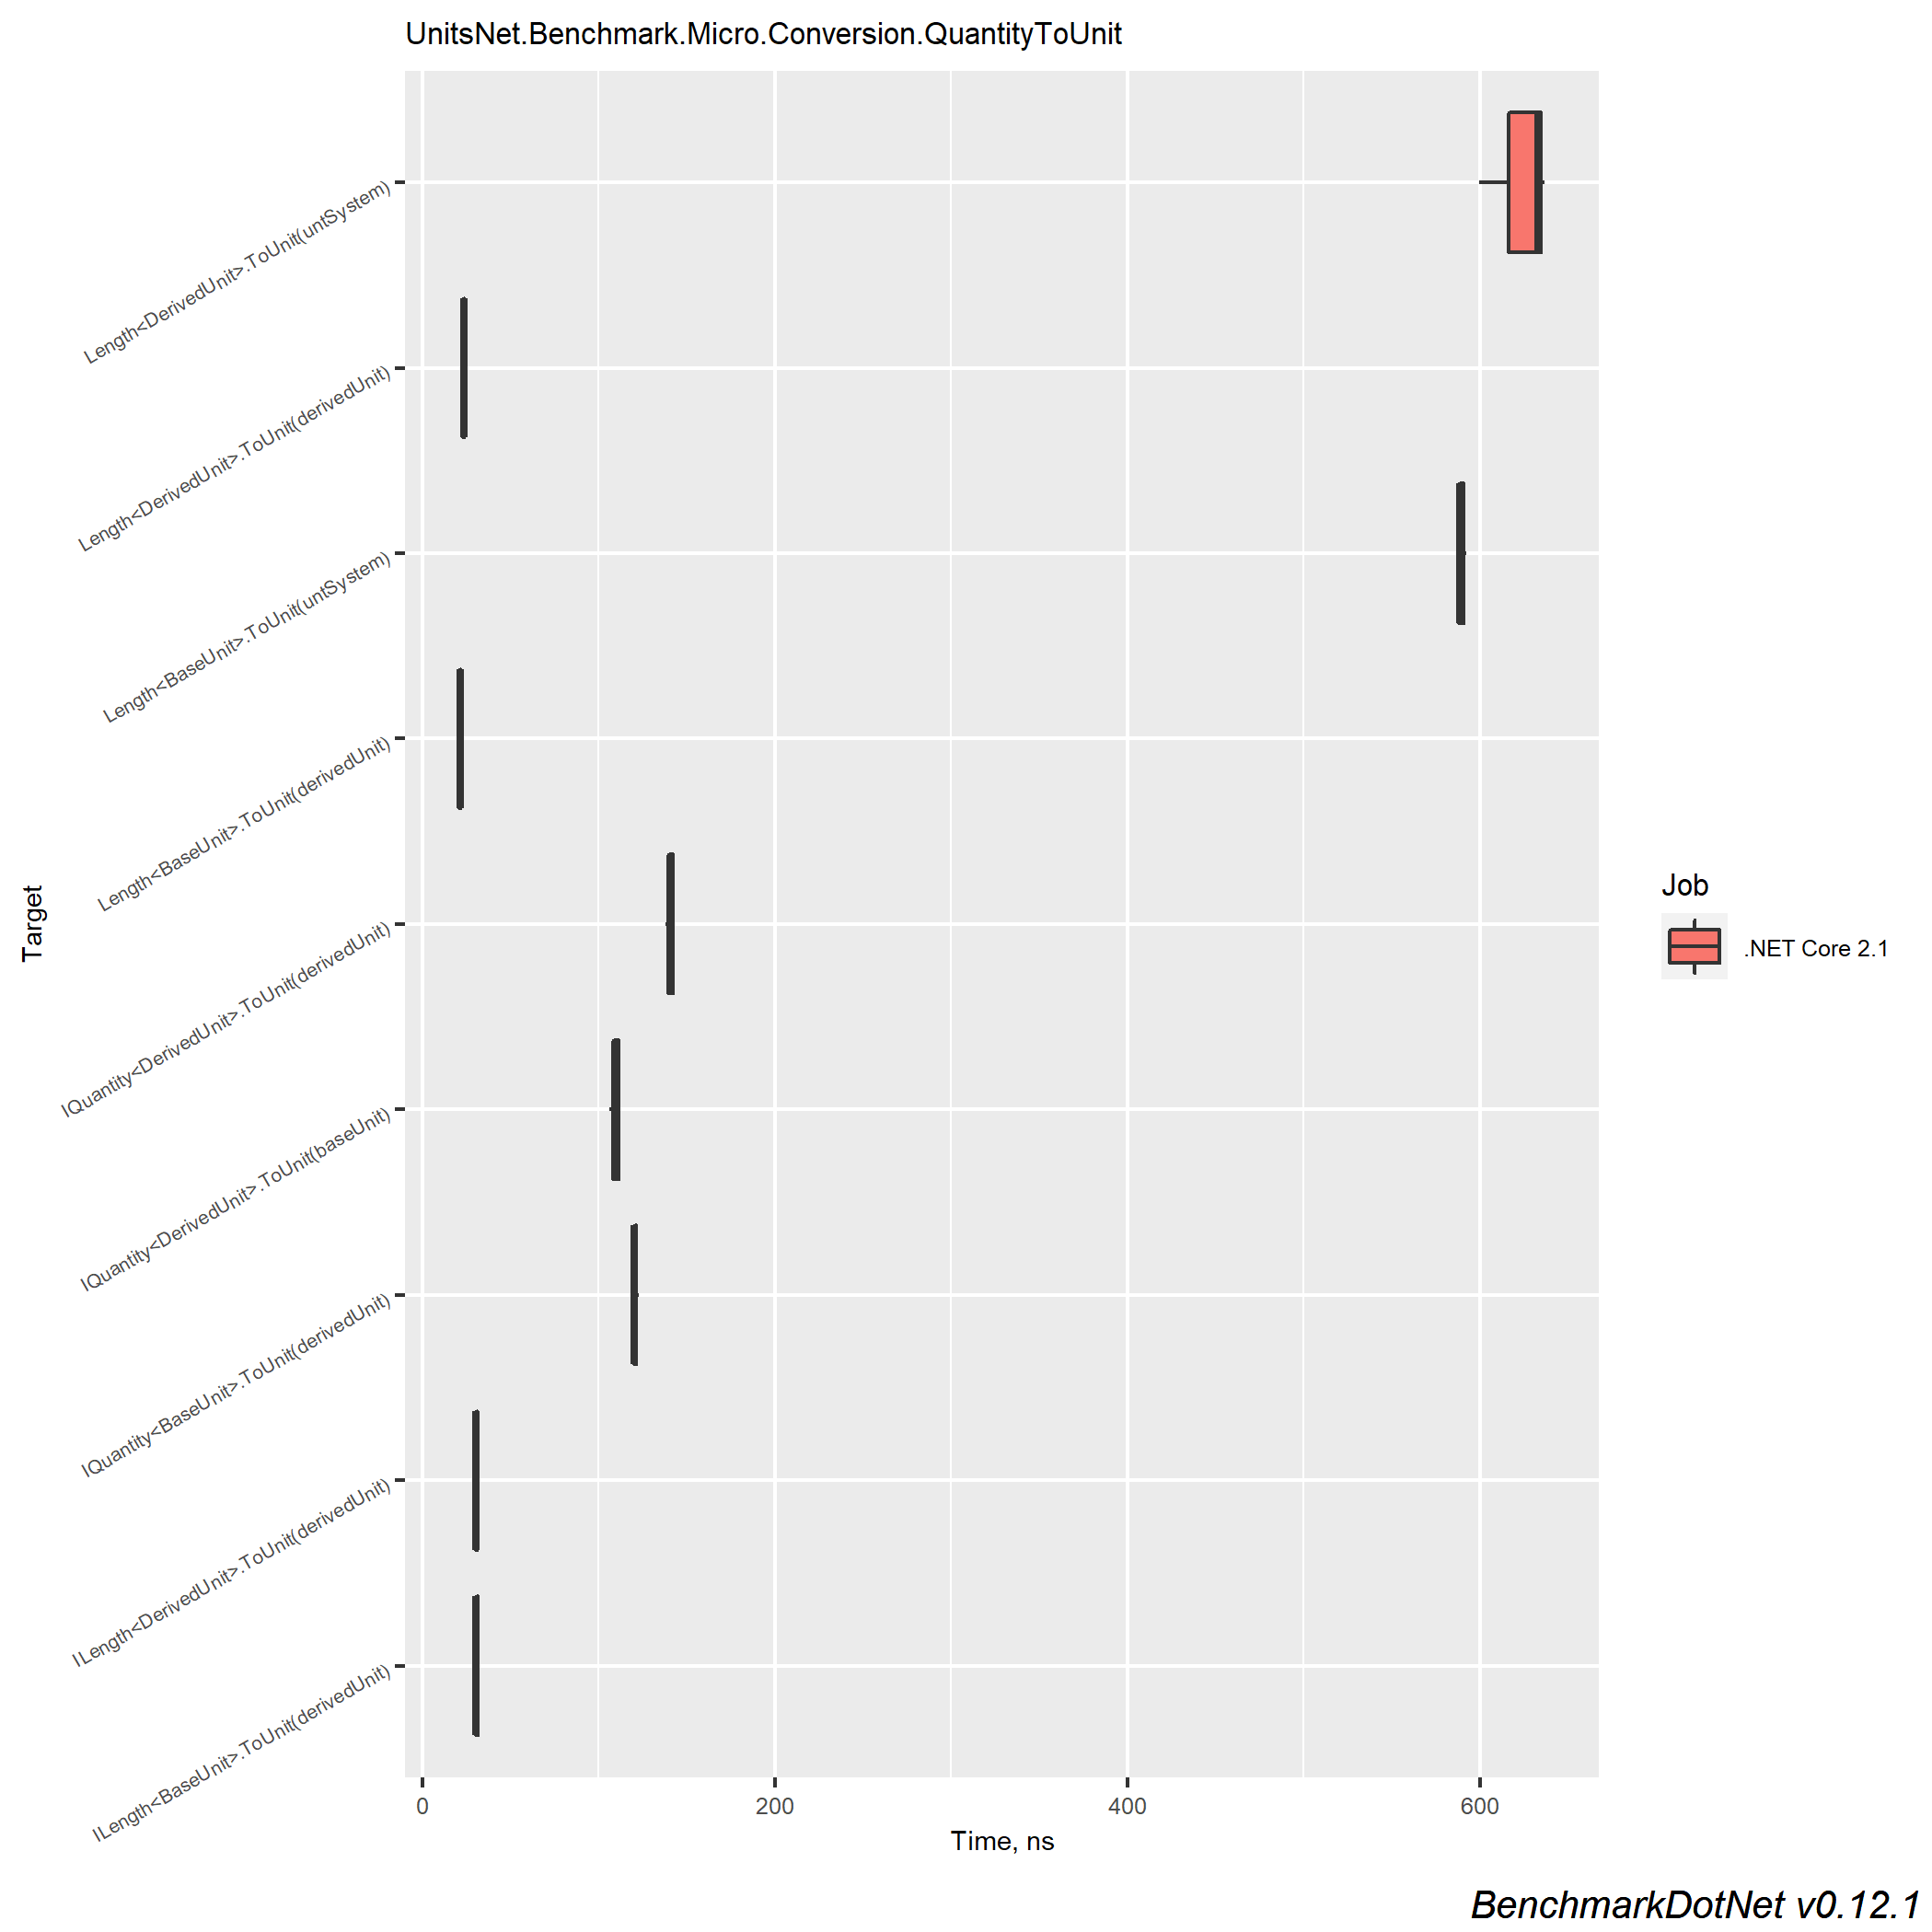 UnitsNet.Benchmark.Micro.Conversion.QuantityToUnit
Length<DerivedUnit>.ToUnit(untSystem)
Length<DerivedUnit>.ToUnit(derivedUnit)
Length<BaseUnit>.ToUnit(untSystem)
Length<BaseUnit>.ToUnit(derivedUnit)
IQuantity<DerivedUnit>.ToUnit(derivedUnit)
IQuantity<DerivedUnit>.ToUnit(baseUnit)
IQuantity<BaseUnit>.ToUnit(derivedUnit)
ILength<DerivedUnit>.ToUnit(derivedUnit)
ILength<BaseUnit>.ToUnit(derivedUnit)
Target
0 200 400 600
Time, ns
Job
.NET Core 2.1
BenchmarkDotNet v0.12.1